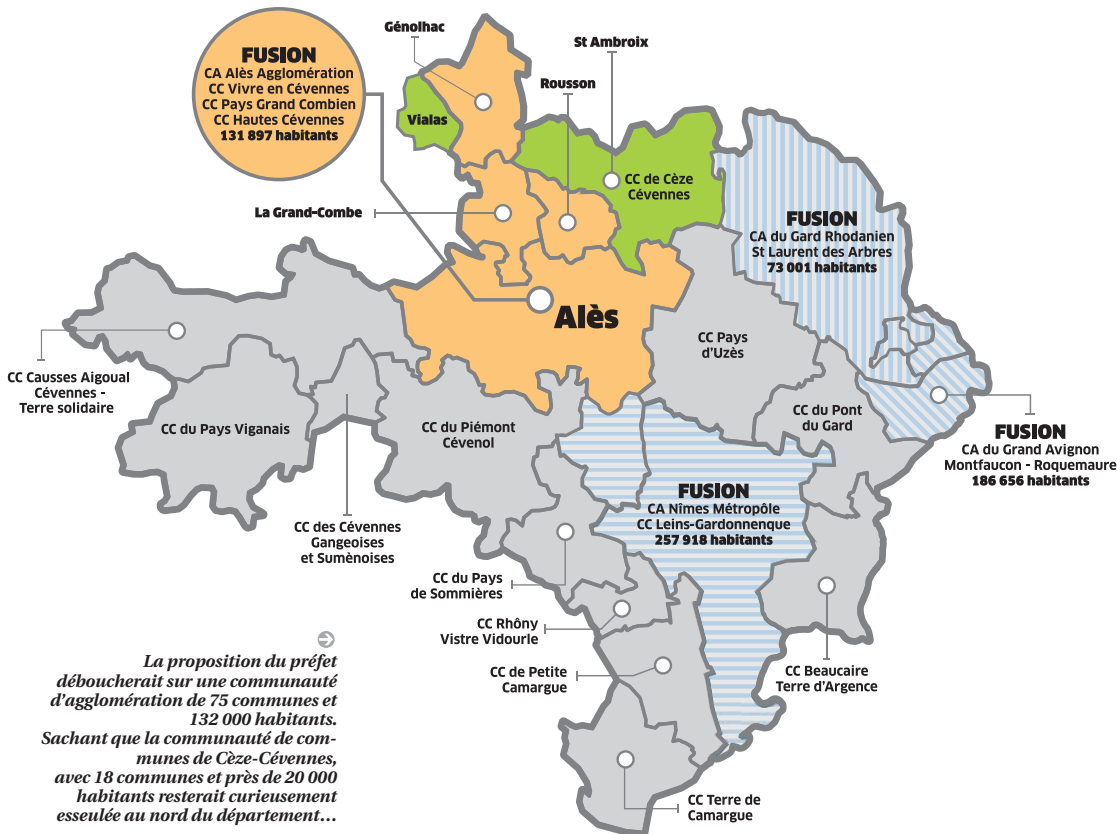 Génolhac
St Ambroix
FUSION
CA Alès Agglomération
CC Vivre en Cévennes
CC Pays Grand Combien
CC Hautes Cévennes
131 897 habitants
Rousson
Vialas
CC de Cèze
Cévennes
La Grand-Combe
FUSION
CA du Gard Rhodanien
St Laurent des Arbres
73 001 habitants
Alès
CC Pays
d'Uzès
CC Causses Aigoual
Cévennes -
Terre solidaire
CC du Pays Viganais
CC du Piémont
Cévenol
CC du Pont
du Gard
FUSION
CA du Grand Avignon
Montfaucon - Roquemaure
186 656 habitants
FUSION
CA Nîmes Métropôle
CC Leins-Gardonnenque
257 918 habitants
CC des Cévennes
Gangeoises
et Sumènoises
CC du Pays
de Sommières
CC Rhôny
Vistre Vidourle
CC de Petite
Camargue
CC Beaucaire
Terre d'Argence
CC Terre de
Camargue
La proposition du préfet
déboucherait sur une communauté
d'agglomération de 75 communes et
132 000 habitants.
Sachant que la communauté de com-
munes de Cèze-Cévennes,
avec 18 communes et près de 20 000
habitants resterait curieusement
esseulée au nord du département...